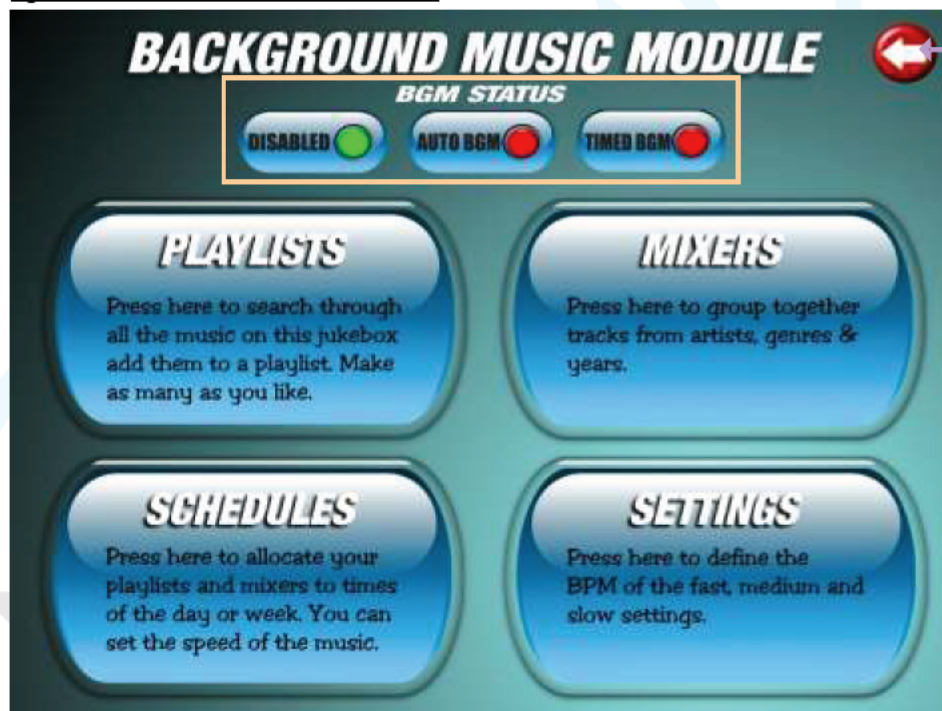 BACKGROUND MUSIC MODULE
BGM STATUS
DISABLED
AUTO BGM
TIMED BGM
PLAYLISTS
Press here to search through
all the music on this jukebox
add them to a playlist. Make
as many as you like.
MIXERS
Press here to group together
tracks from artists, genres &
years.
SCHEDULES
Press here to allocate your
playlists and mixers to times
of the day or week. You can
set the speed of the music.
SETTINGS
Press here to define the
BPM of the fast, medium and
slow settings.